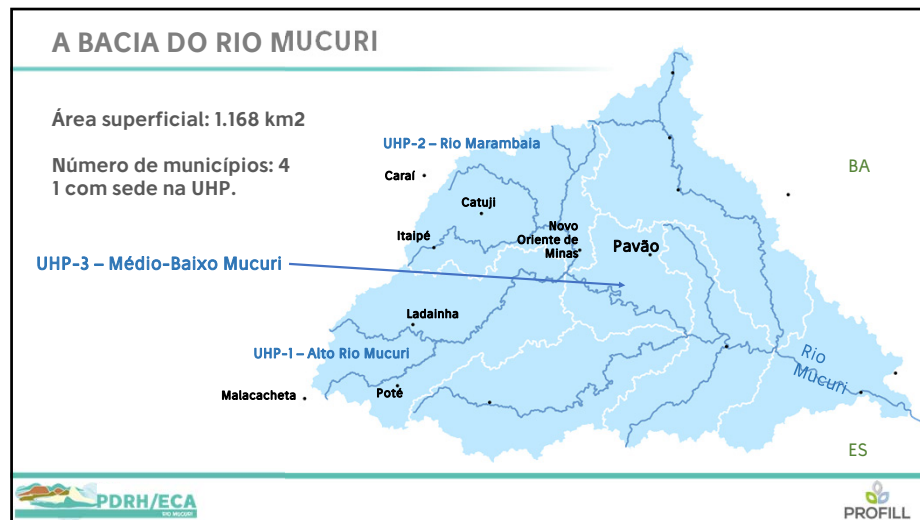 A BACIA DO RIO MUCURI
Área superficial: 1.168 km2
Número de municípios: 4
1 com sede na UHP.
UHP-2 – Rio Marambaia
Caraí
Catuji
Itaipé
Novo
Oriente de
Minas
Pavão
BA
UHP-3 – Médio-Baixo Mucuri
Ladainha
UHP-1 – Alto Rio Mucuri
Malacacheta
Poté
Rio
Mucuri
ES
PDRH/ECA
RIO MUCURI
PROFILL